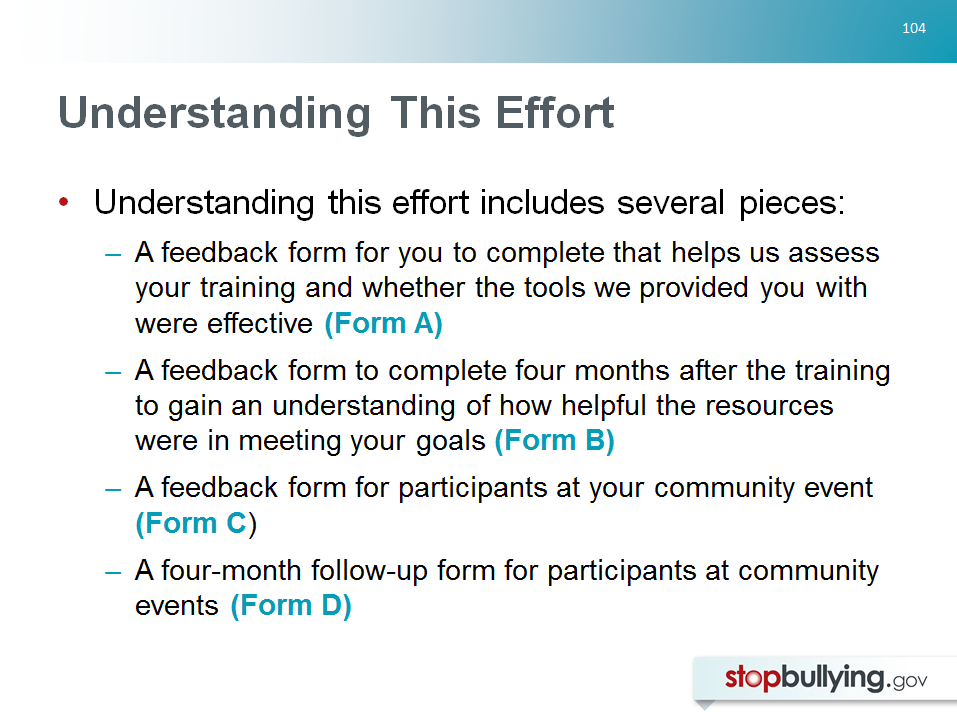 104
Understanding This Effort
• Understanding this effort includes several pieces:
– A feedback form for you to complete that helps us assess
your training and whether the tools we provided you with
were effective (Form A)
– A feedback form to complete four months after the training
to gain an understanding of how helpful the resources
were in meeting your goals (Form B)
– A feedback form for participants at your community event
(Form C)
– A four-month follow-up form for participants at community
events (Form D)
stopbullying.gov